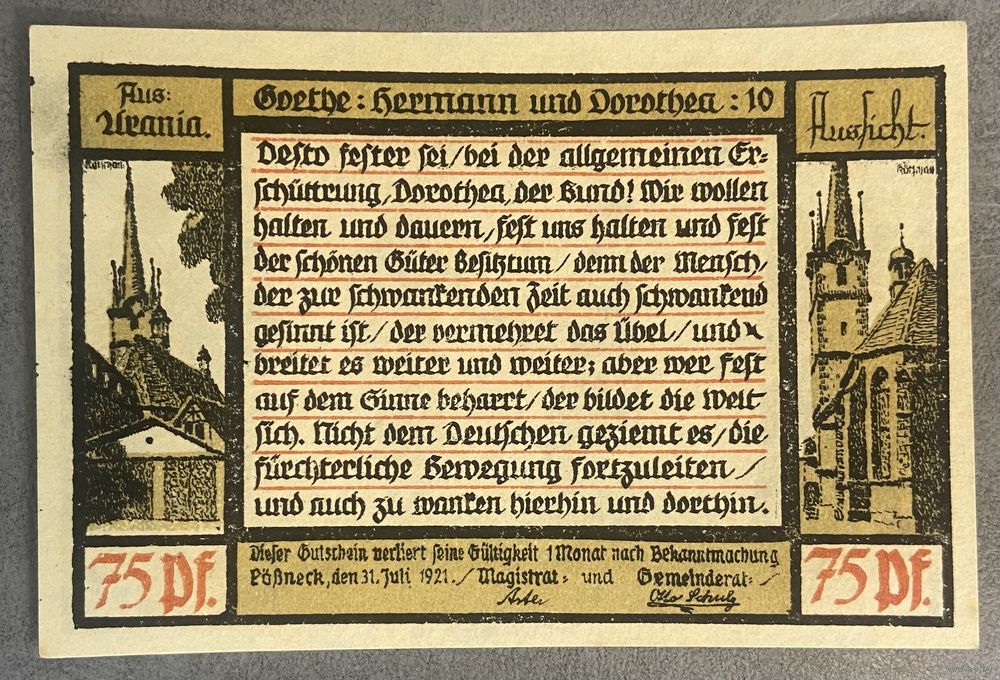 Aus:
Urania.
Goethe: Hermann und Dorothea: 10
Aussicht.
Desto fester sei/bei der allgemeinen Er=
schüttrung, Dorothea, der Bund! Wir wollen
halten und dauern/fest uns halten und fest
der schönen Güter Besitztum/denn der Mensch/
der zur schwankenden Zeit auch schwankend
gesinnt ist/der vermehret das Übel/und
breitet es weiter und weiter; aber wer fest
auf dem Sinne beharrt/der bildet die Welt
sich. Nicht dem Deutschen geziemt es/die
fürchterliche Bewegung fortzuleiten/
und auch zu wanken hierhin und dorthin.
75 Pf.
Dieser Gutschein verliert seine Gültigkeit 1 Monat nach Bekanntmachung
Pößneck, den 31. Juli 1921./Magistrat= und Gemeinderat=/
Otto Schulz
75 Pf.